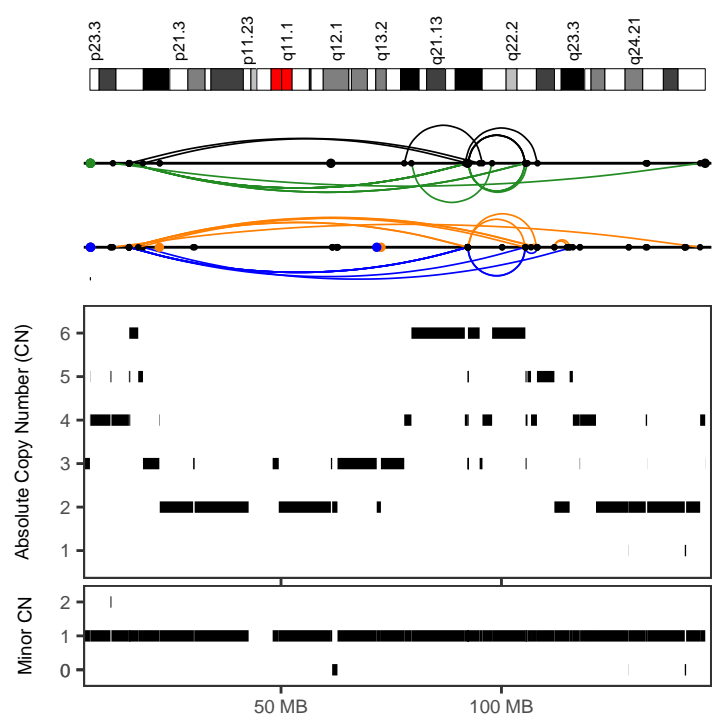 p23.3
p21.3
p11.23
q11.1
q12.1
q13.2
q21.13
q22.2
q23.3
q24.21
Absolute Copy Number (CN)
6
5
4
3
2
1
Minor CN
2
1
0
50 MB
100 MB